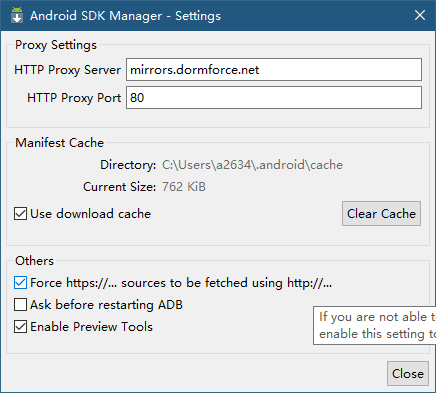 Android SDK Manager - Settings
Proxy Settings
HTTP Proxy Server mirrors.dormforce.net
HTTP Proxy Port 80
Manifest Cache
Directory: C:\Users\a2634\.android\cache
Current Size: 762 KiB
Use download cache Clear Cache
Others
Force https://... sources to be fetched using http://...
Ask before restarting ADB
If you are not able t
Enable Preview Tools
enable this setting to
Close